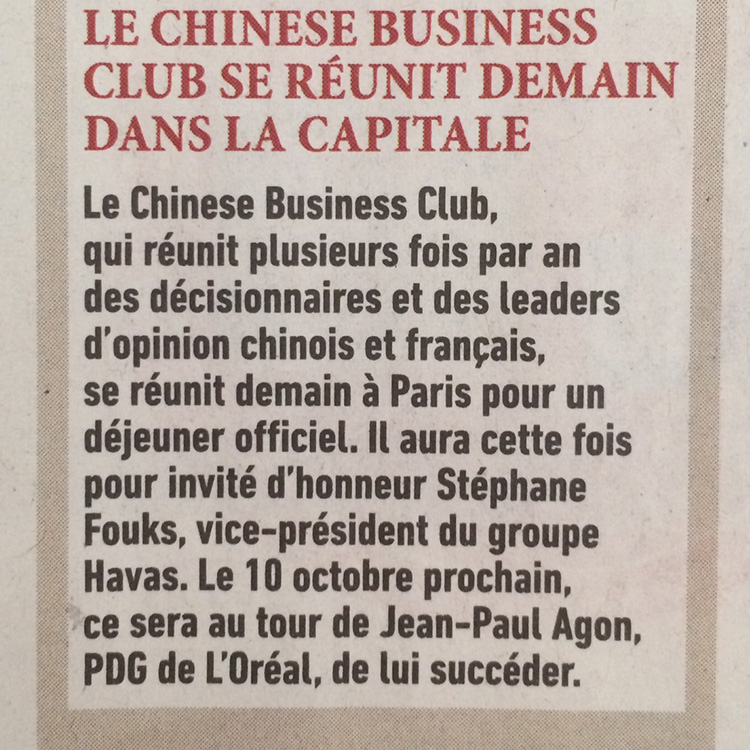 LE CHINESE BUSINESS
CLUB SE RÉUNIT DEMAIN
DANS LA CAPITALE
Le Chinese Business Club,
qui réunit plusieurs fois par an
des décisionnaires et des leaders
d'opinion chinois et français,
se réunit demain à Paris pour un
déjeuner officiel. Il aura cette fois
pour invité d'honneur Stéphane
Fouks, vice-président du groupe
Havas. Le 10 octobre prochain,
ce sera au tour de Jean-Paul Agon,
PDG de L'Oréal, de lui succéder.